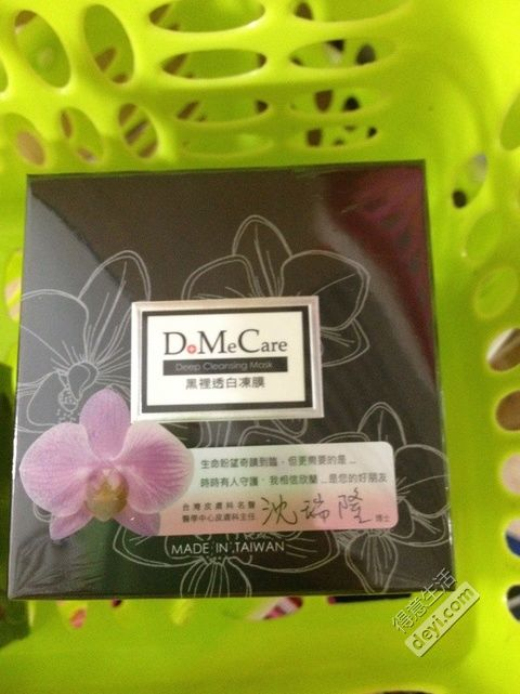 D MeCare
Deep Cleansing Mask
黑裡透白凍膜
生命盼望奇蹟到臨，但更需要的是...
時時有人守護，我相信欣蘭...是您的好朋友
台灣皮膚科名醫
醫學中心皮膚科主任 沈瑞隆 博士
MADE IN TAIWAN
得意生活
deyi.com